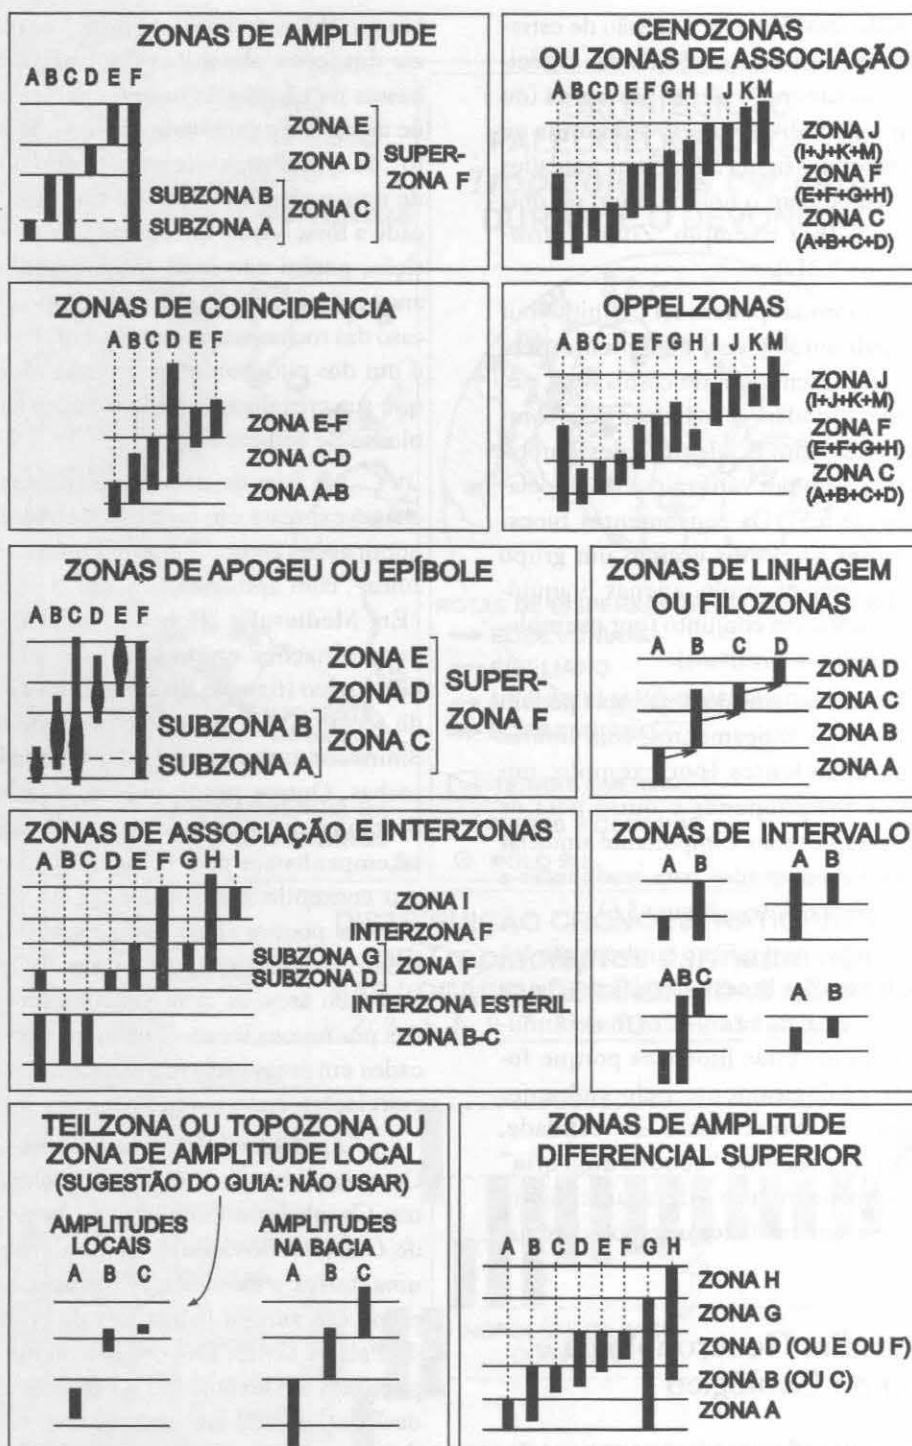 ZONAS DE AMPLITUDE
A B C D E F
ZONA E
ZONA D
SUBZONA B
ZONA C
SUBZONA A
SUPER-
ZONA F
CENOZONAS
OU ZONAS DE ASSOCIAÇÃO
A B C D E F G H I J K M
ZONA J
(I+J+K+M)
ZONA F
(E+F+G+H)
ZONA C
(A+B+C+D)
ZONAS DE COINCIDÊNCIA
A B C D E F
ZONA E-F
ZONA C-D
ZONA A-B
OPPELZONAS
A B C D E F G H I J L M
ZONA J
(I+J+K+M)
ZONA F
(E+F+G+H)
ZONA C
(A+B+C+D)
ZONAS DE APOGEU OU EPÍBOLE
A B C D E F
ZONA E
ZONA D
SUBZONA B
ZONA C
SUBZONA A
SUPER-
ZONA F
ZONAS DE LINHAGEM
OU FILOZONAS
A B C D
ZONA D
ZONA C
ZONA B
ZONA A
ZONAS DE ASSOCIAÇÃO E INTERZONAS
A B C D E F G H I
ZONA I
INTERZONA F
SUBZONA G
ZONA F
SUBZONA D
INTERZONA ESTÉRIL
ZONA B-C
ZONAS DE INTERVALO
A B
A B
A B C
A B
TEILZONA OU TOPOZONA OU
ZONA DE AMPLITUDE LOCAL
(SUGESTÃO DO GUIA: NÃO USAR)
AMPLITUDES
LOCAIS
A B C
AMPLITUDES
NA BACIA
A B C
ZONAS DE AMPLITUDE
DIFERENCIAL SUPERIOR
A B C D E F G H
ZONA H
ZONA G
ZONA D (OU E OU F)
ZONA B (OU C)
ZONA A